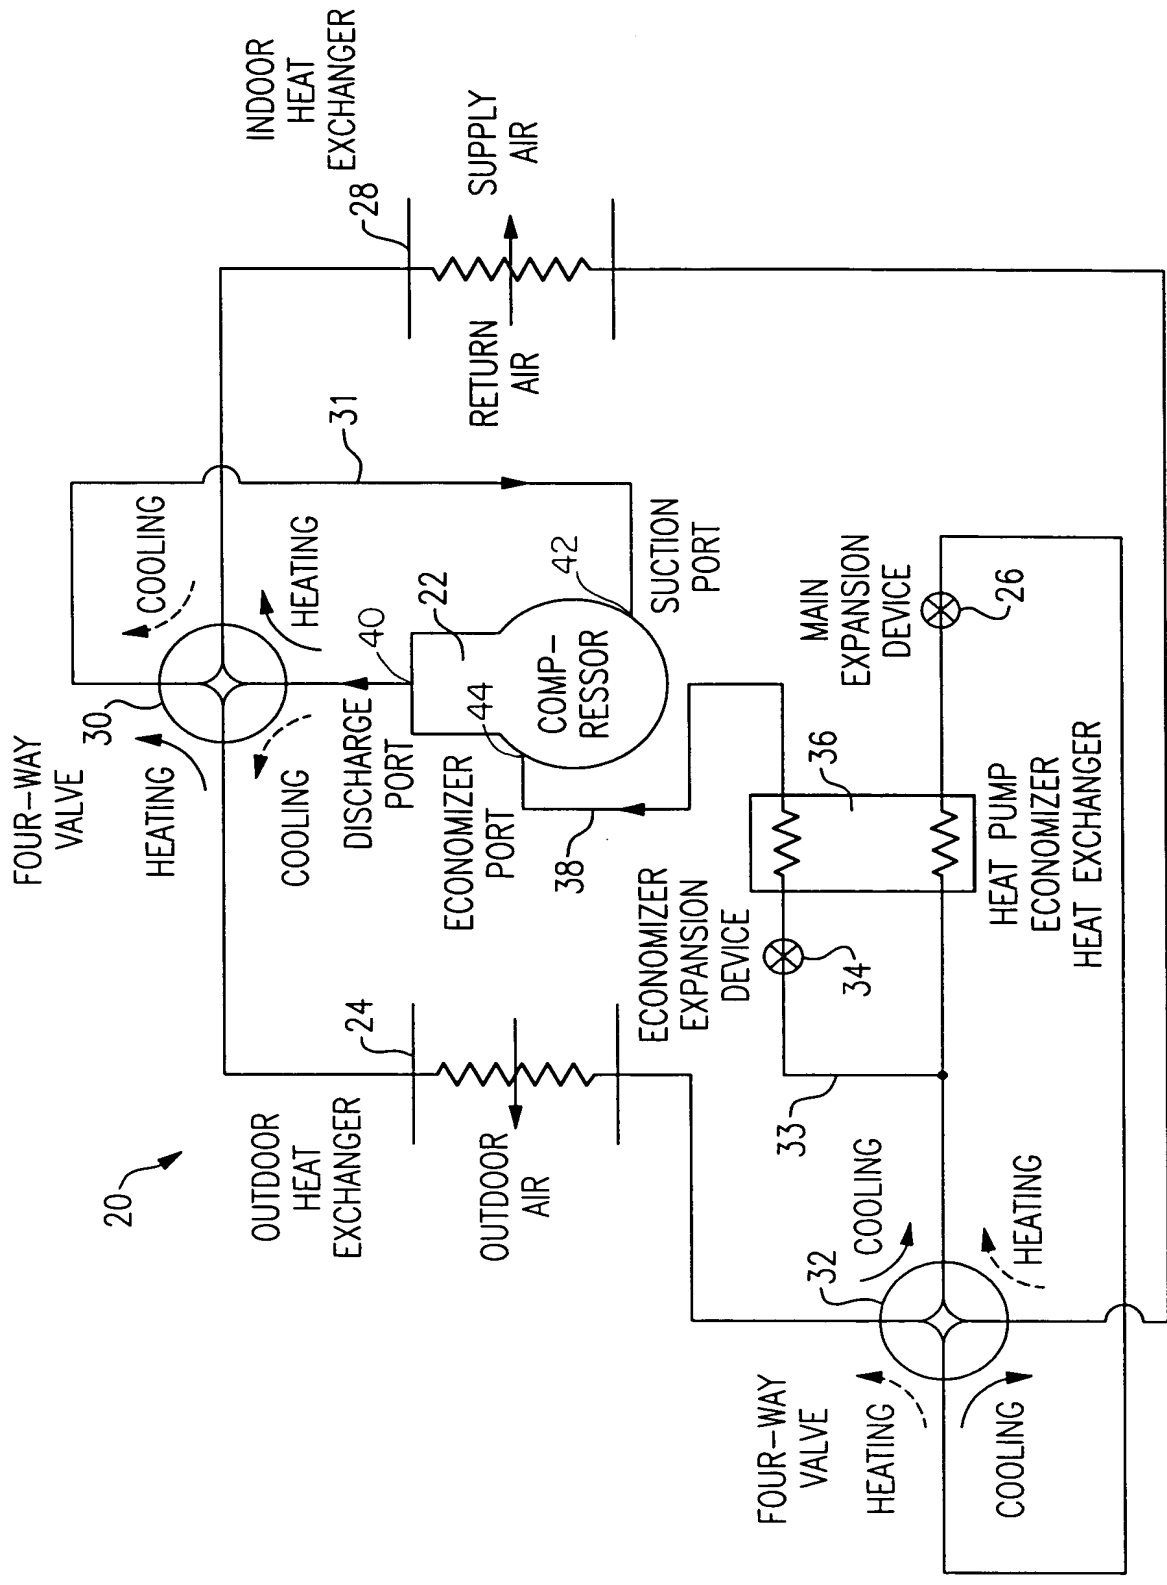 20
FOUR–WAY
VALVE
30
HEATING
COOLING
COOLING
HEATING
31
INDOOR
HEAT
EXCHANGER
28
OUTDOOR
HEAT
EXCHANGER
24
DISCHARGE
PORT
40
RETURN
AIR
SUPPLY
AIR
OUTDOOR
AIR
ECONOMIZER
PORT
44
22
COMP–
RESSOR
42
SUCTION
PORT
38
ECONOMIZER
EXPANSION
DEVICE
34
36
MAIN
EXPANSION
DEVICE
26
33
HEAT PUMP
ECONOMIZER
HEAT EXCHANGER
FOUR–WAY
VALVE
32
COOLING
HEATING
HEATING
COOLING